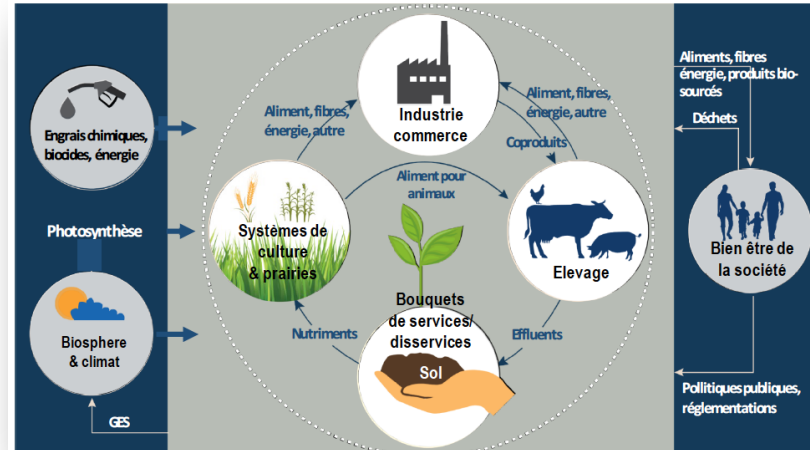 Engrais chimiques,
biocides, énergie
Photosynthèse
Biosphere
& climat
GES
Industrie
commerce
Aliment, fibres,
énergie, autre
Aliment, fibres,
énergie, autre
Coproduits
Aliment pour
animaux
Systèmes de
culture
& prairies
Elevage
Bouquets
de services/
disservices
Nutriments
Effluents
Sol
Aliments, fibres
énergie, produits bio-
sourcés
Déchets
Bien être de
la société
Pollitiques publiques,
réglementations